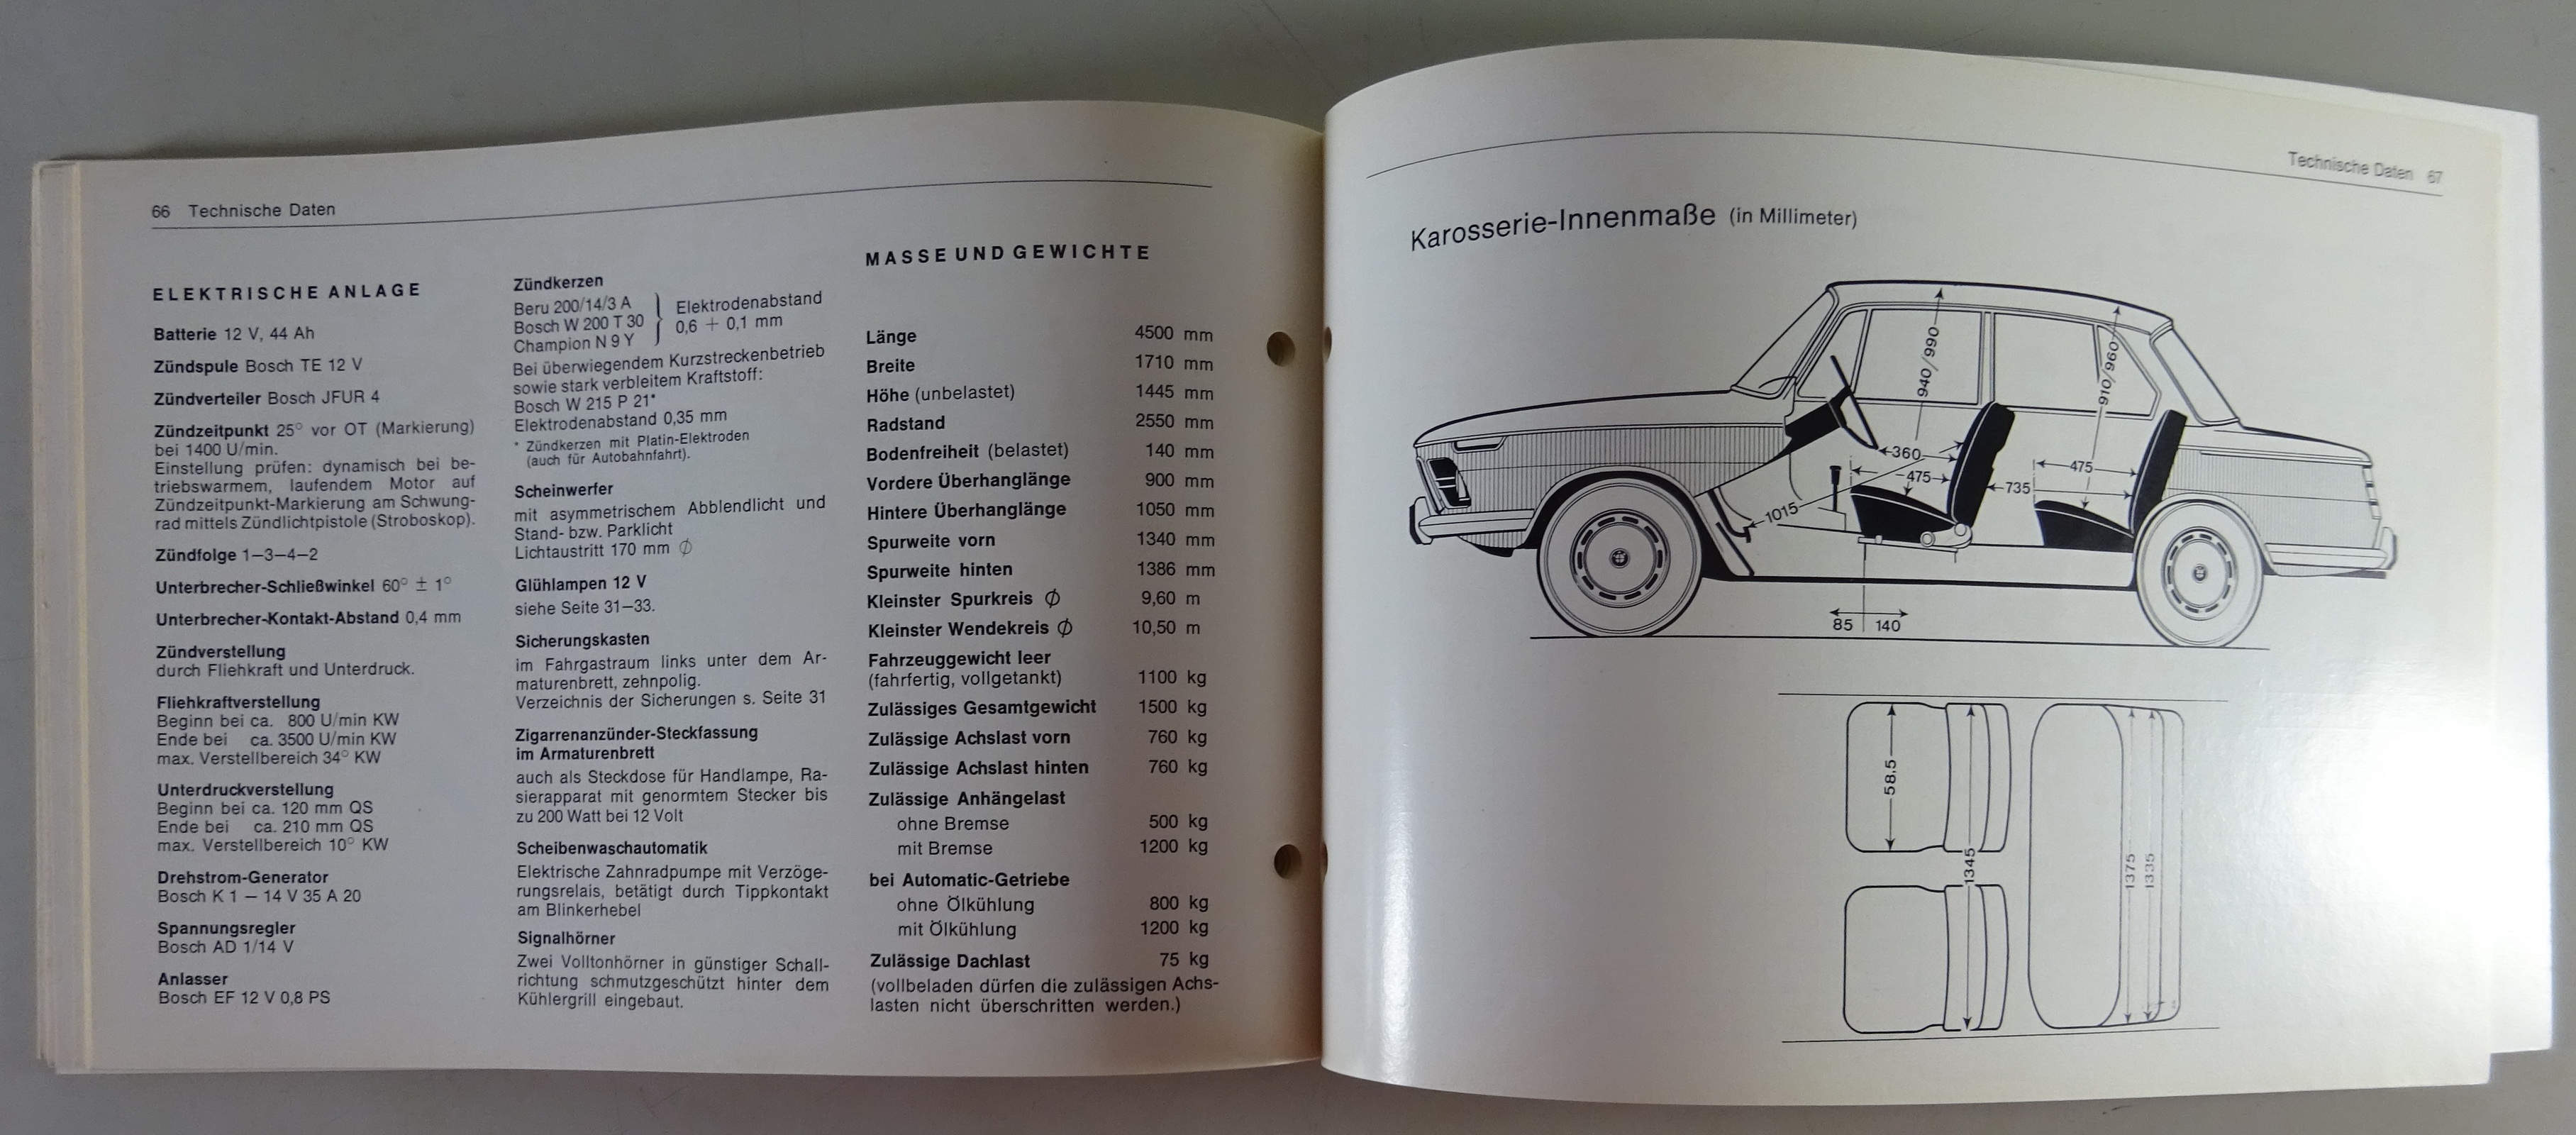 66 Technische Daten
ELEKTRISCHE ANLAGE
Batterie 12 V, 44 Ah
Zündspule Bosch TE 12 V
Zündverteiler Bosch JFUR 4
Zündzeitpunkt 25° vor OT (Markierung)
bei 1400 U/min.
Einstellung prüfen: dynamisch bei be-
triebswarmem, laufendem Motor auf
Zündzeitpunkt-Markierung am Schwung-
rad mittels Zündlichtpistole (Stroboskop).
Zündfolge 1–3–4–2
Unterbrecher-Schließwinkel 60° ± 1°
Unterbrecher-Kontakt-Abstand 0,4 mm
Zündverstellung
durch Fliehkraft und Unterdruck.
Fliehkraftverstellung
Beginn bei ca. 800 U/min KW
Ende bei ca. 3500 U/min KW
max. Verstellbereich 34° KW
Unterdruckverstellung
Beginn bei ca. 120 mm QS
Ende bei ca. 210 mm QS
max. Verstellbereich 10° KW
Drehstrom-Generator
Bosch K 1 – 14 V 35 A 20
Spannungsregler
Bosch AD 1/14 V
Anlasser
Bosch EF 12 V 0,8 PS
Zündkerzen
Beru 200/14/3 A
Bosch W 200 T 30
Champion N 9 Y
Elektrodenabstand
0,6 + 0,1 mm
Bei überwiegendem Kurzstreckenbetrieb
sowie stark verbleitem Kraftstoff:
Bosch W 215 P 21*
Elektrodenabstand 0,35 mm
* Zündkerzen mit Platin-Elektroden
(auch für Autobahnfahrt).
Scheinwerfer
mit asymmetrischem Abblendlicht und
Stand- bzw. Parklicht
Lichtaustritt 170 mm ∅
Glühlampen 12 V
siehe Seite 31–33.
Sicherungskasten
im Fahrgastraum links unter dem Ar-
maturenbrett, zehnpolig.
Verzeichnis der Sicherungen s. Seite 31
Zigarrenanzünder-Steckfassung
im Armaturenbrett
auch als Steckdose für Handlampe, Ra-
sierapparat mit genormtem Stecker bis
zu 200 Watt bei 12 Volt
Scheibenwaschautomatik
Elektrische Zahnradpumpe mit Verzöge-
rungsrelais, betätigt durch Tippkontakt
am Blinkerhebel
Signalhörner
Zwei Volltonhörner in günstiger Schall-
richtung schmutzgeschützt hinter dem
Kühlergrill eingebaut.
MASSE UND GEWICHTE
Länge 4500 mm
Breite 1710 mm
Höhe (unbelastet) 1445 mm
Radstand 2550 mm
Bodenfreiheit (belastet) 140 mm
Vordere Überhanglänge 900 mm
Hintere Überhanglänge 1050 mm
Spurweite vorn 1340 mm
Spurweite hinten 1386 mm
Kleinster Spurkreis ∅ 9,60 m
Kleinster Wendekreis ∅ 10,50 m
Fahrzeuggewicht leer
(fahrfertig, vollgetankt) 1100 kg
Zulässiges Gesamtgewicht 1500 kg
Zulässige Achslast vorn 760 kg
Zulässige Achslast hinten 760 kg
Zulässige Anhängelast
ohne Bremse 500 kg
mit Bremse 1200 kg
bei Automatic-Getriebe
ohne Ölkühlung 800 kg
mit Ölkühlung 1200 kg
Zulässige Dachlast 75 kg
(vollbeladen dürfen die zulässigen Achs-
lasten nicht überschritten werden.)
Technische Daten 67
Karosserie-Innenmaße (in Millimeter)
940/990
910/960
360
475
475
735
1015
85 140
58.5
1345
1375
1335